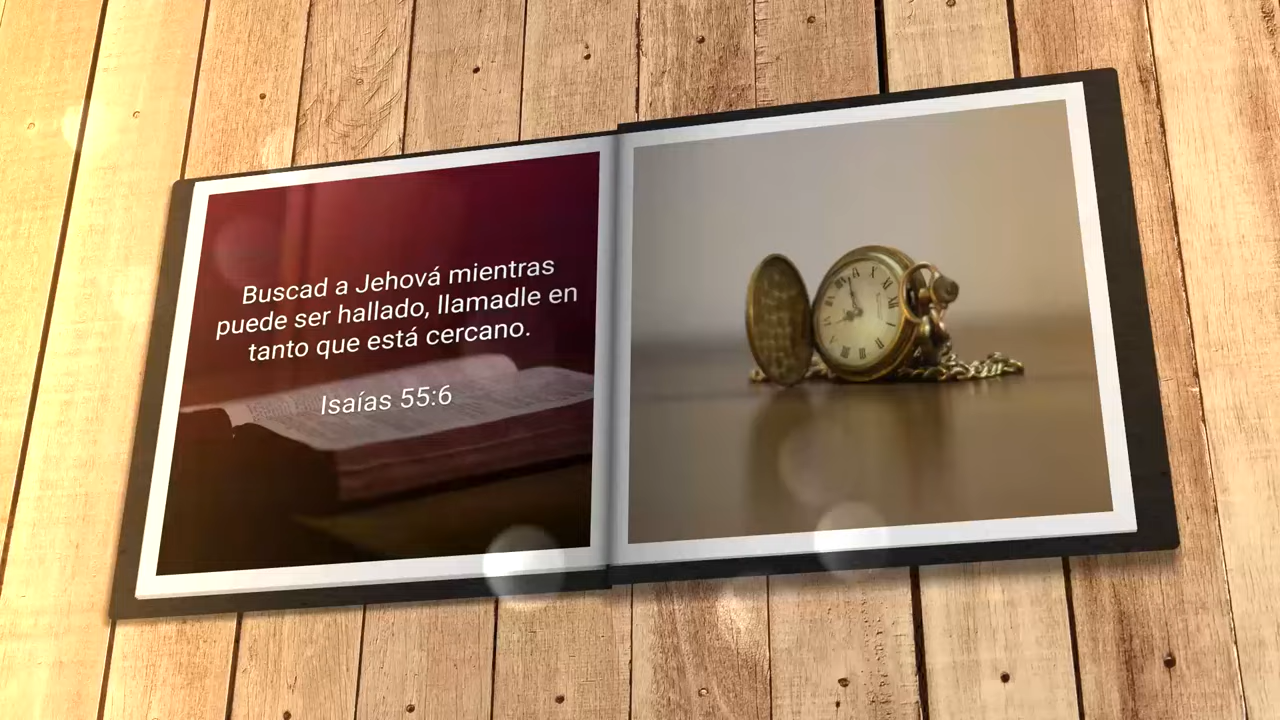 Buscad a Jehová mientras
puede ser hallado, llamadle en
tanto que está cercano.
Isaías 55:6